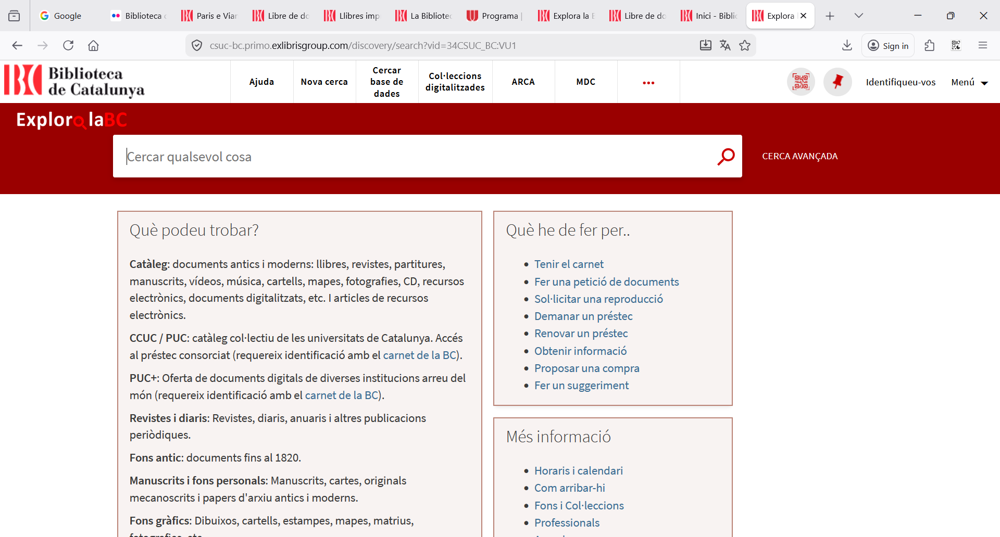 Google
Biblioteca
Paris e Vian
Libre de do
Llibres imp
La Bibliotec
Programa |
Explora la B
Libre de do
Inici - Biblio
Explora
csuc-bc.primo.exlibrisgroup.com/discovery/search?vid=34CSUC_BC:VU1
Sign in
Biblioteca
de Catalunya
Ajuda
Nova cerca
Cercar
base de
dades
Col·leccions
digitalitzades
ARCA
MDC
Identifiqueu-vos
Menú
Explora laBC
Cercar qualsevol cosa
CERCA AVANÇADA
Què podeu trobar?
Catàleg: documents antics i moderns: llibres, revistes, partitures,
manuscrits, vídeos, música, cartells, mapes, fotografies, CD, recursos
electrònics, documents digitalitzats, etc. I articles de recursos
electrònics.
CCUC / PUC: catàleg col·lectiu de les universitats de Catalunya. Accés
al préstec consorciat (requereix identificació amb el carnet de la BC).
PUC+: Oferta de documents digitals de diverses institucions arreu del
món (requereix identificació amb el carnet de la BC).
Revistes i diaris: Revistes, diaris, anuaris i altres publicacions
periòdiques.
Fons antic: documents fins al 1820.
Manuscrits i fons personals: Manuscrits, cartes, originals
mecanoscrits i papers d'arxiu antics i moderns.
Fons gràfics: Dibuixos, cartells, estampes, mapes, matrius,
fotografies, etc.
Què he de fer per..
Tenir el carnet
Fer una petició de documents
Sol·licitar una reproducció
Demanar un préstec
Renovar un préstec
Obtenir informació
Proposar una compra
Fer un suggeriment
Més informació
Horaris i calendari
Com arribar-hi
Fons i Col·leccions
Professionals